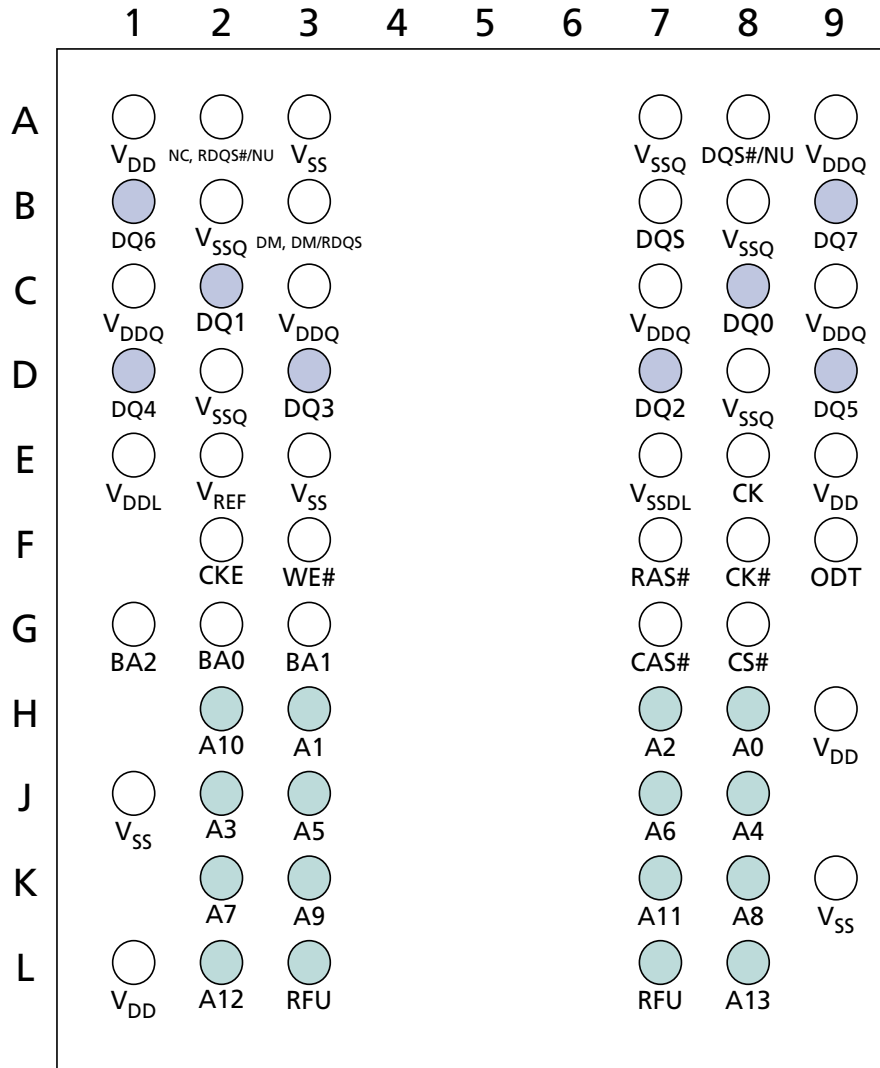 1 2 3 4 5 6 7 8 9
A
VDD NC, RDQS#/NU VSS VSSQ DQS#/NU VDDQ
B
DQ6 VSSQ DM, DM/RDQS DQS VSSQ DQ7
C
VDDQ DQ1 VDDQ VDDQ DQ0 VDDQ
D
DQ4 VSSQ DQ3 DQ2 VSSQ DQ5
E
VDDL VREF VSS VSSDL CK VDD
F
CKE WE# RAS# CK# ODT
G
BA2 BA0 BA1 CAS# CS#
H
A10 A1 A2 A0 VDD
J
VSS A3 A5 A6 A4
K
A7 A9 A11 A8 VSS
L
VDD A12 RFU RFU A13